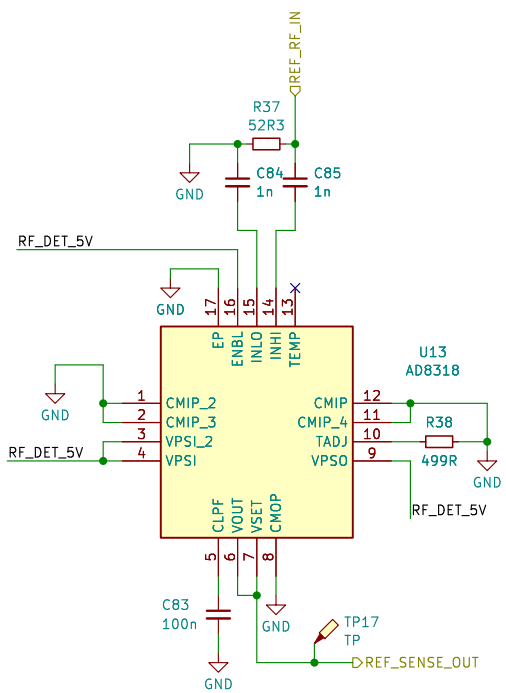 REF_RF_IN
R37
52R3
C84
1n
C85
1n
GND
RF_DET_5V
GND
17
16
15
14
13
EP
ENBL
INLO
INHI
TEMP
U13
AD8318
GND
1
CMIP_2
2
CMIP_3
3
VPSI_2
4
VPSI
RF_DET_5V
CMIP
12
CMIP_4
11
TADJ
10
VPSO
9
R38
499R
GND
RF_DET_5V
CLPF
VOUT
VSET
CMOP
5
6
7
8
C83
100n
GND
GND
TP17
TP
REF_SENSE_OUT